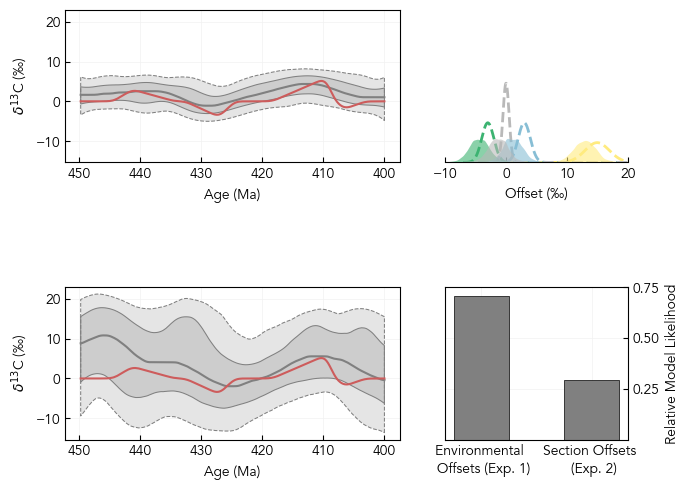 20
10
0
−10
δ¹³C (‰)
450
440
430
420
410
400
Age (Ma)
−10
0
10
20
Offset (‰)
20
10
0
−10
δ¹³C (‰)
450
440
430
420
410
400
Age (Ma)
0.75
0.50
0.25
Relative Model Likelihood
Environmental
Offsets (Exp. 1)
Section Offsets
(Exp. 2)